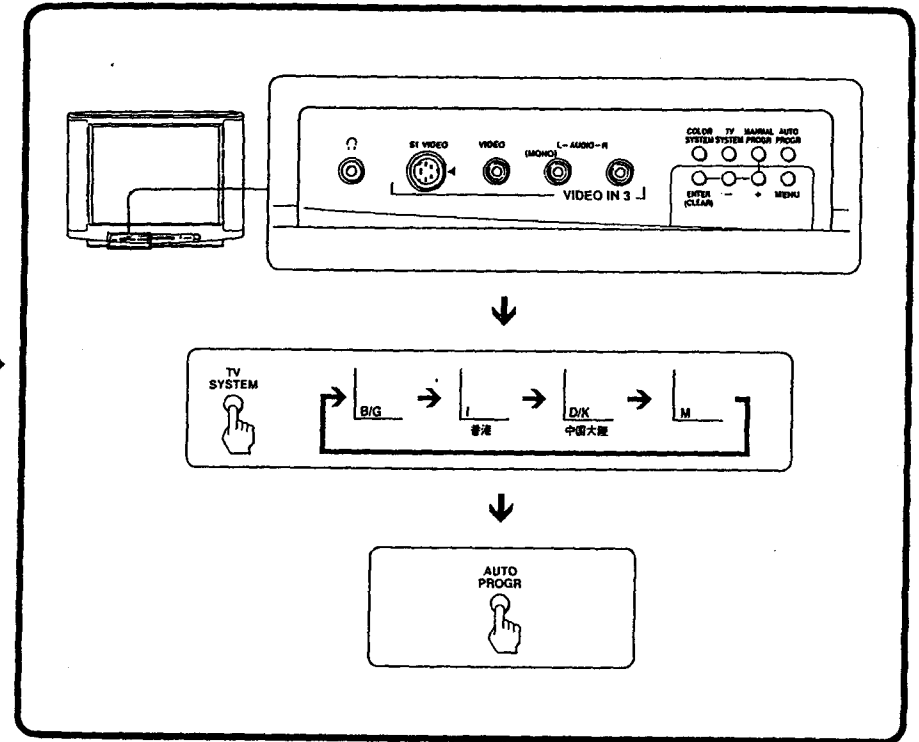 COLOR SYSTEM
TV SYSTEM
MANUAL PROGR
AUTO PROGR
S1 VIDEO
VIDEO
L-AUDIO-R
(MONO)
VIDEO IN 3
ENTER (CLEAR)
−
+
MENU
TV
SYSTEM
B/G
I
D/K
M
香港
中国大陸
AUTO
PROGR